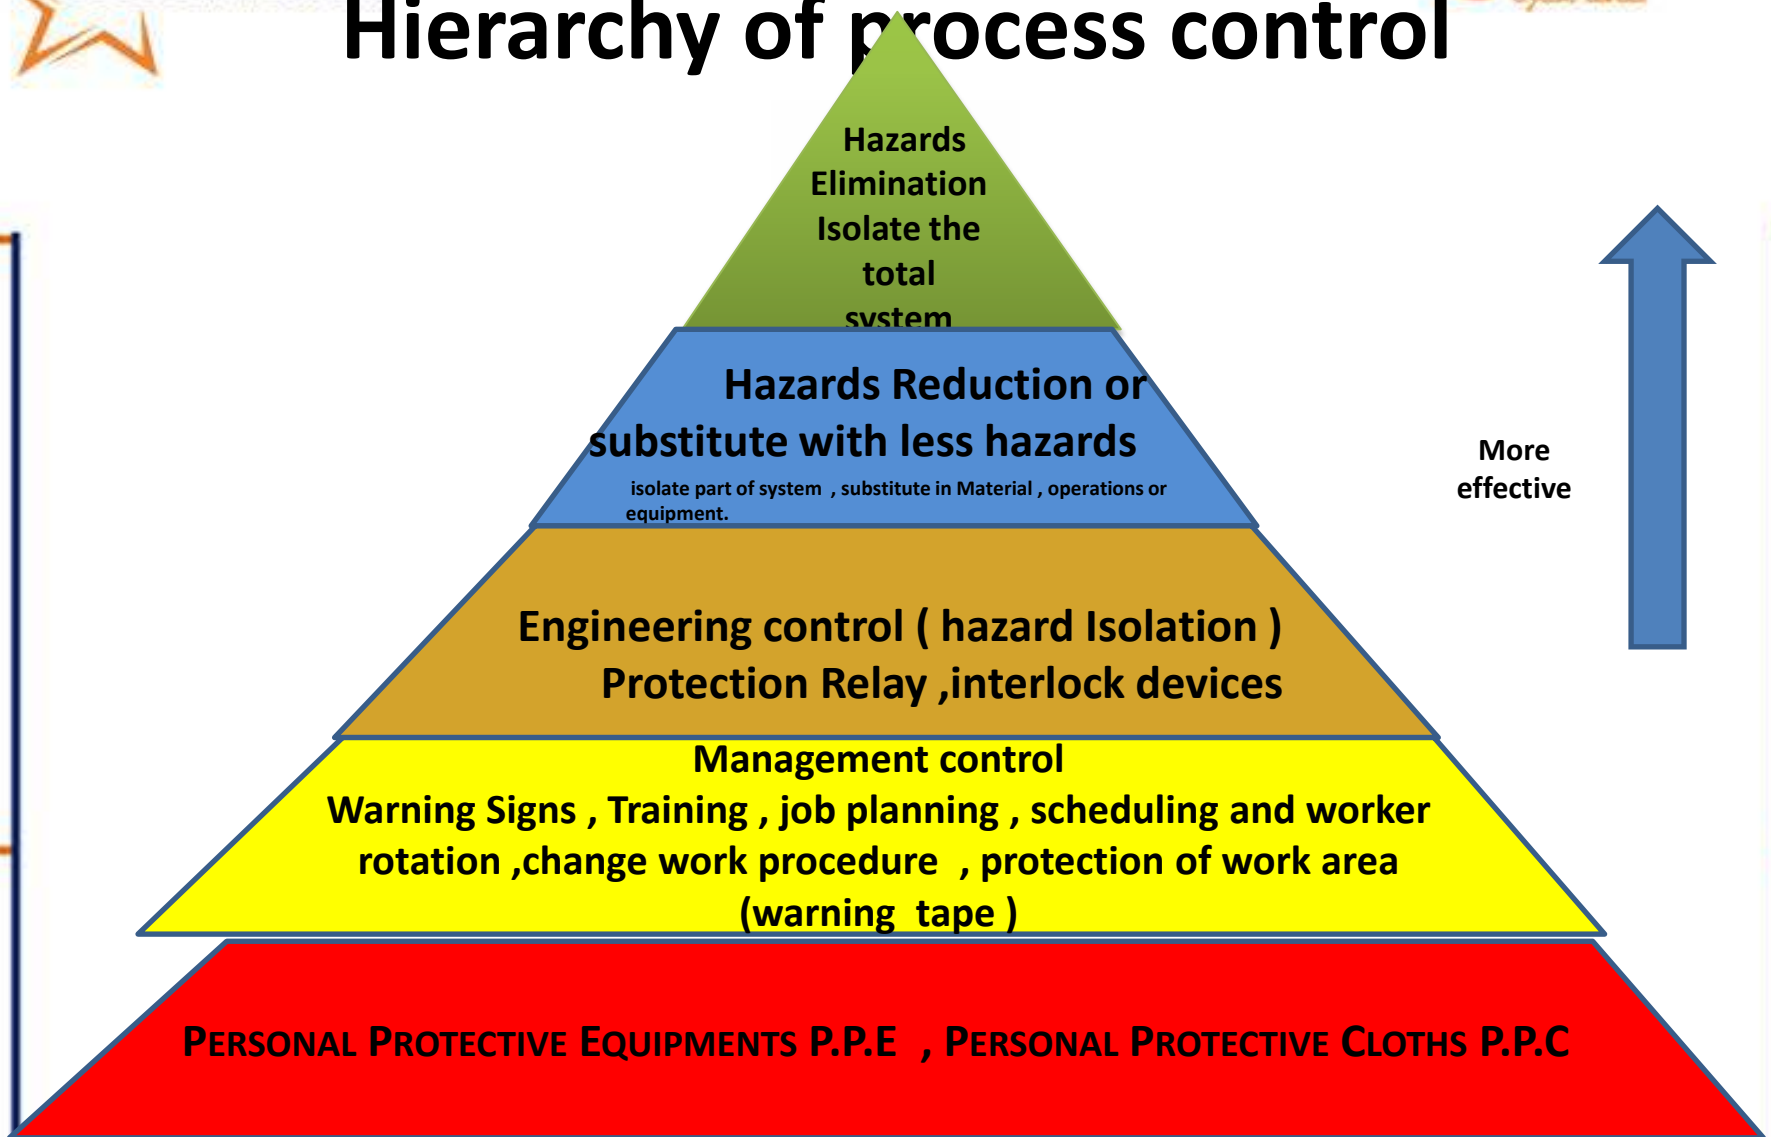 Hierarchy of process control
Hazards
Elimination
Isolate the
total
system
Hazards Reduction or
substitute with less hazards
isolate part of system , substitute in Material , operations or
equipment.
More
effective
Engineering control ( hazard Isolation )
Protection Relay ,interlock devices
Management control
Warning Signs , Training , job planning , scheduling and worker
rotation ,change work procedure , protection of work area
(warning tape )
PERSONAL PROTECTIVE EQUIPMENTS P.P.E , PERSONAL PROTECTIVE CLOTHS P.P.C